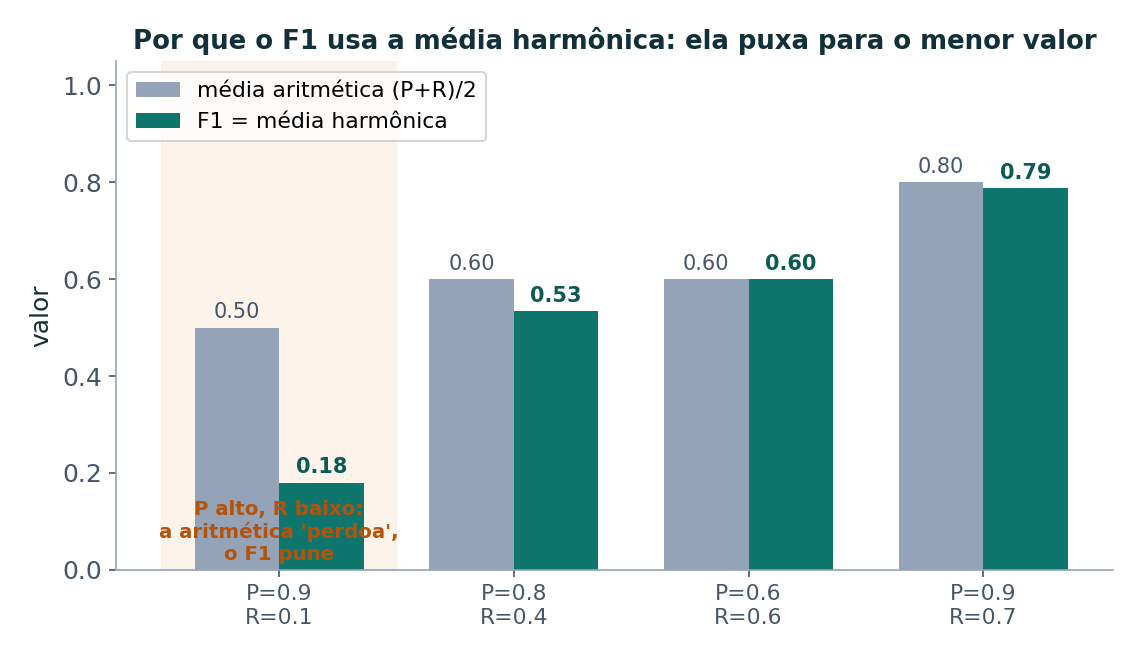 Por que o F1 usa a média harmônica: ela puxa para o menor valor
média aritmética (P+R)/2
F1 = média harmônica
valor
1.0
0.8
0.6
0.4
0.2
0.0
0.50
0.18
0.60
0.53
0.60
0.60
0.80
0.79
P alto, R baixo:
a aritmética 'perdoa',
o F1 pune
P=0.9
R=0.1
P=0.8
R=0.4
P=0.6
R=0.6
P=0.9
R=0.7